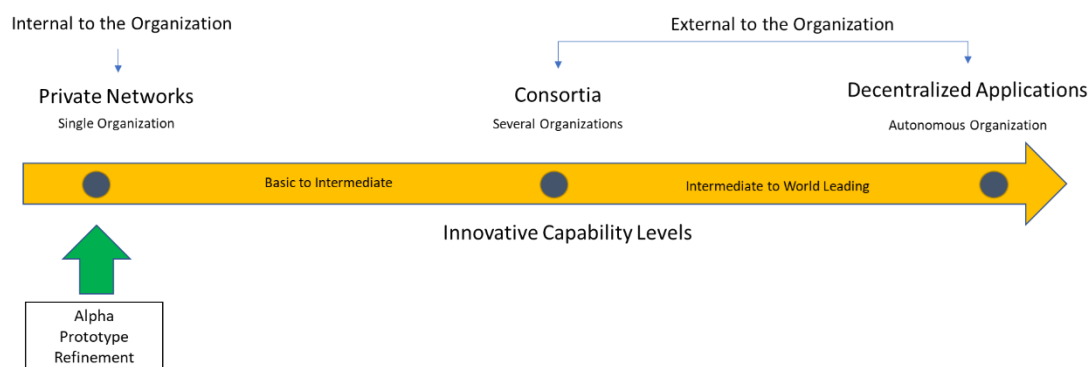 Internal to the Organization
External to the Organization
Private Networks
Single Organization
Consortia
Several Organizations
Decentralized Applications
Autonomous Organization
Basic to Intermediate
Intermediate to World Leading
Innovative Capability Levels
Alpha
Prototype
Refinement